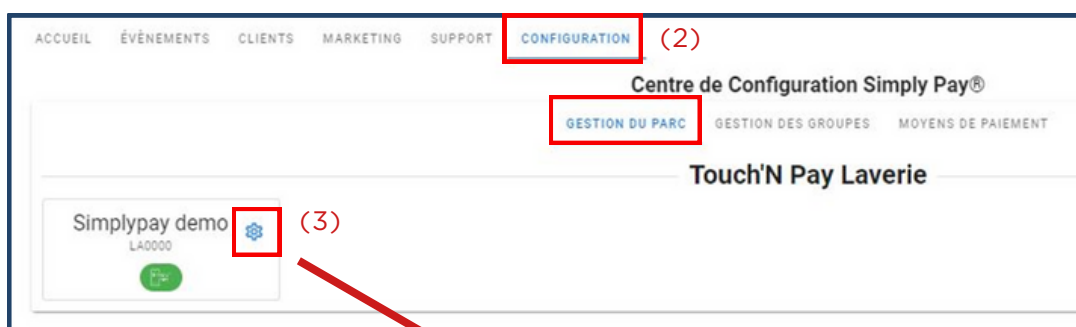 ACCUEIL ÉVÈNEMENTS CLIENTS MARKETING SUPPORT CONFIGURATION (2)
Centre de Configuration Simply Pay®
GESTION DU PARC GESTION DES GROUPES MOYENS DE PAIEMENT
Touch'N Pay Laverie
Simplypay demo (3)
LA0000